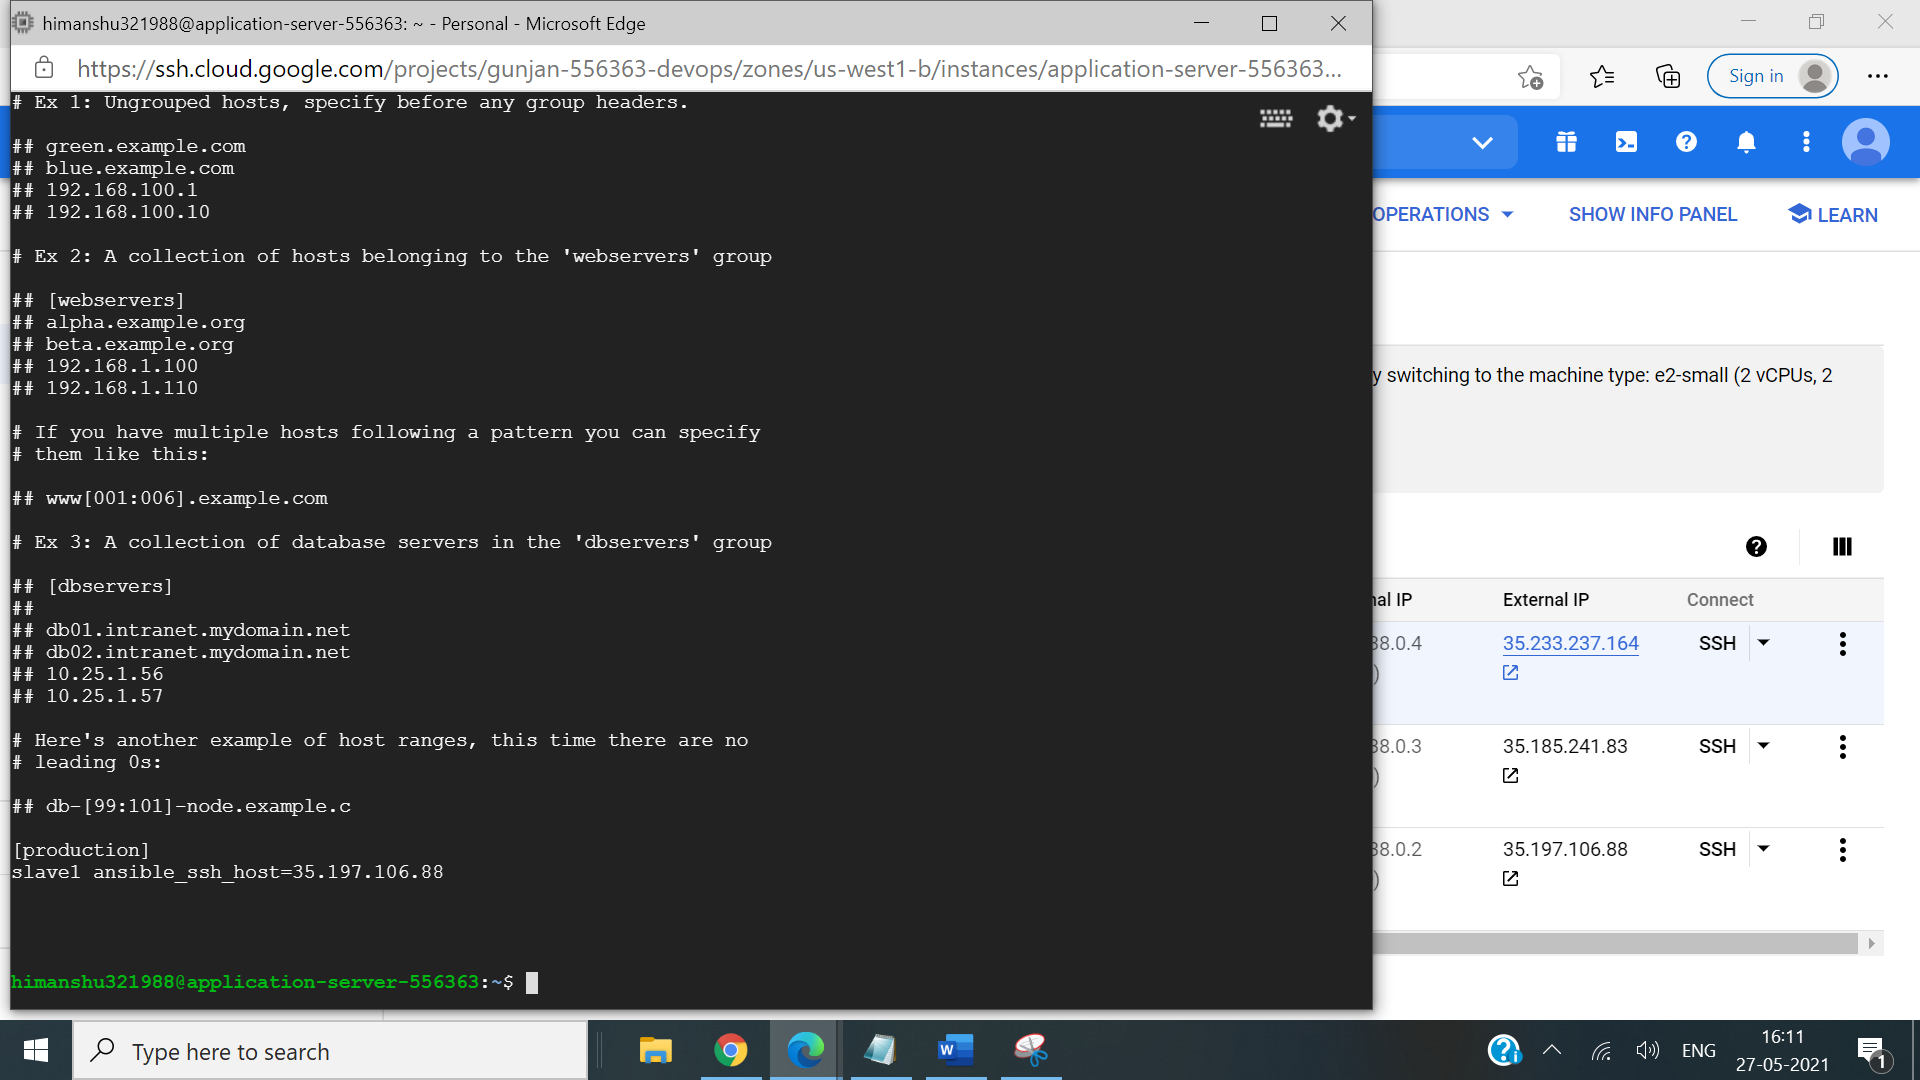 himanshu321988@application-server-556363: ~ - Personal - Microsoft Edge
https://ssh.cloud.google.com/projects/gunjan-556363-devops/zones/us-west1-b/instances/application-server-556363...
# Ex 1: Ungrouped hosts, specify before any group headers.
## green.example.com
## blue.example.com
## 192.168.100.1
## 192.168.100.10
# Ex 2: A collection of hosts belonging to the 'webservers' group
## [webservers]
## alpha.example.org
## beta.example.org
## 192.168.1.100
## 192.168.1.110
# If you have multiple hosts following a pattern you can specify
# them like this:
## www[001:006].example.com
# Ex 3: A collection of database servers in the 'dbservers' group
## [dbservers]
##
## db01.intranet.mydomain.net
## db02.intranet.mydomain.net
## 10.25.1.56
## 10.25.1.57
# Here's another example of host ranges, this time there are no
# leading 0s:
## db-[99:101]-node.example.c
[production]
slave1 ansible_ssh_host=35.197.106.88
himanshu321988@application-server-556363:~$
Sign in
OPERATIONS SHOW INFO PANEL LEARN
y switching to the machine type: e2-small (2 vCPUs, 2
nal IP External IP Connect
38.0.4 35.233.237.164 SSH
)
38.0.3 35.185.241.83 SSH
)
38.0.2 35.197.106.88 SSH
)
Type here to search
ENG
16:11
27-05-2021
1